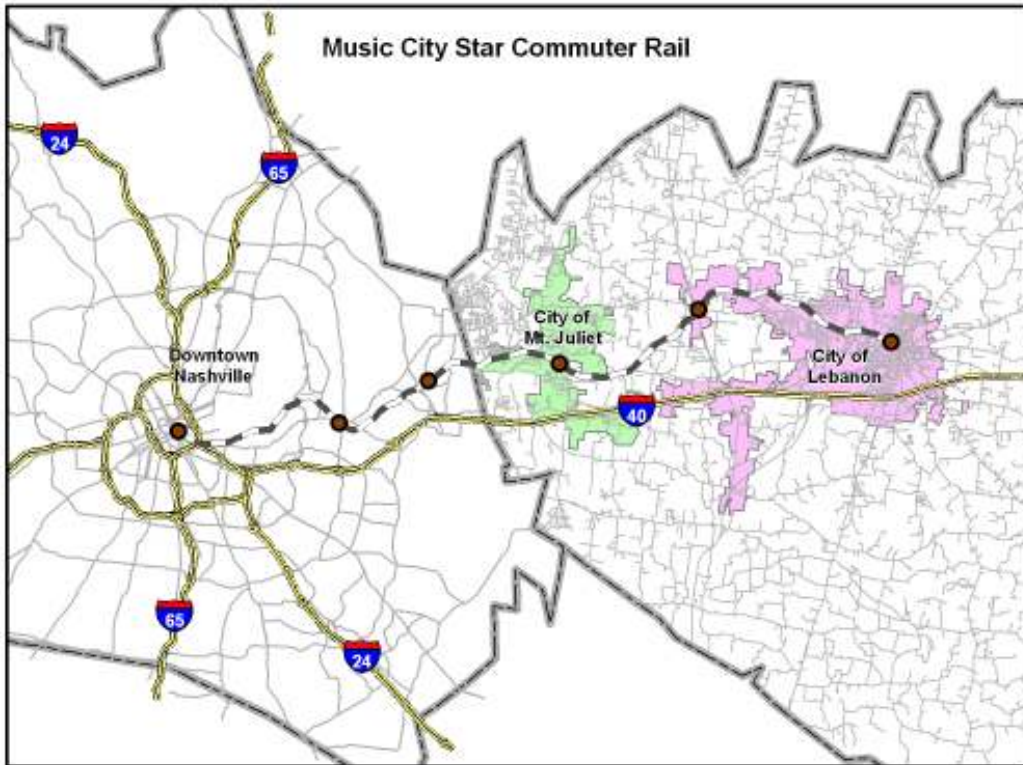 Music City Star Commuter Rail
24
65
City of
Mt. Juliet
Downtown
Nashville
City of
Lebanon
40
65
24